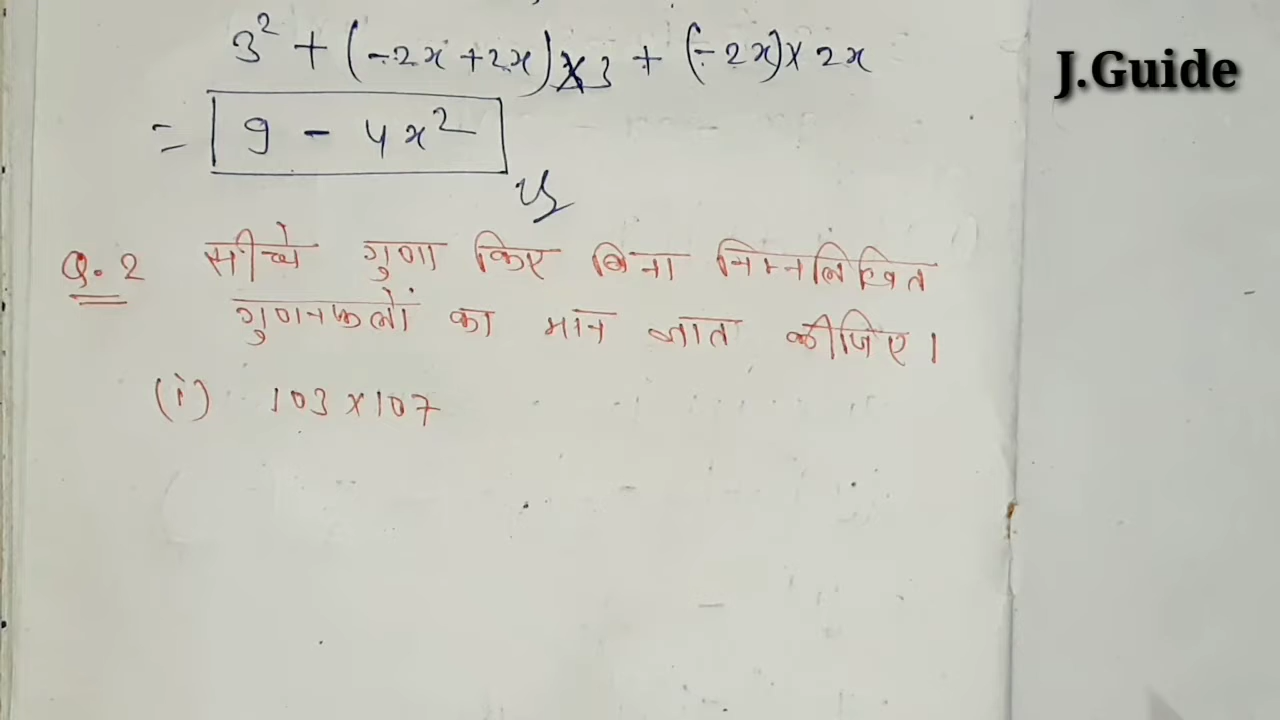 3² + (-2x + 2x) × 3 + (-2x) × 2x
J.Guide
= 9 - 4x²
Q. 2 सीधे गुणा किए बिना निम्नलिखित
गुणनफलों का मान ज्ञात कीजिए।
(i) 103 × 107